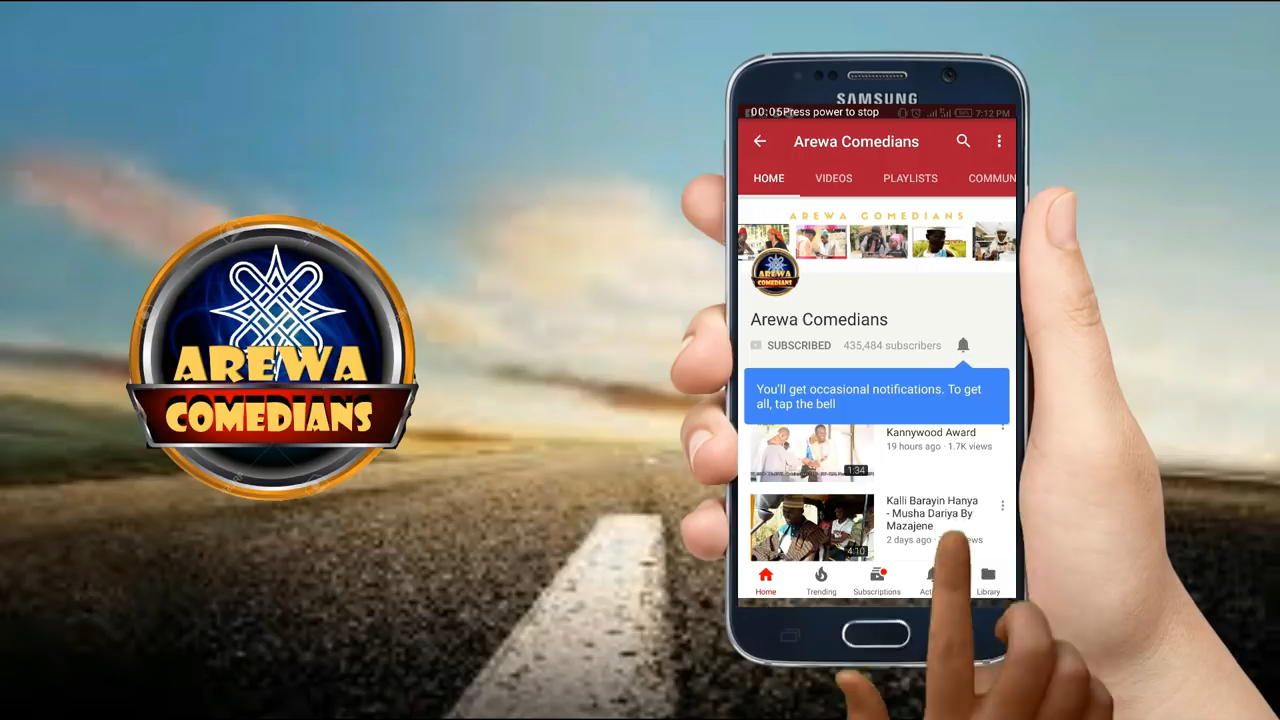 AREWA
COMEDIANS
SAMSUNG
00:05 Press power to stop
7:12 PM
Arewa Comedians
HOME VIDEOS PLAYLISTS COMMUN
AREWA COMEDIANS
AREWA
COMEDIANS
Arewa Comedians
SUBSCRIBED 435,484 subscribers
You'll get occasional notifications. To get
all, tap the bell
Kannywood Award
19 hours ago · 1.7K views
1:34
Kalli Barayin Hanya
- Musha Dariya By
Mazajene
2 days ago
4:10
Home Trending Subscriptions Library